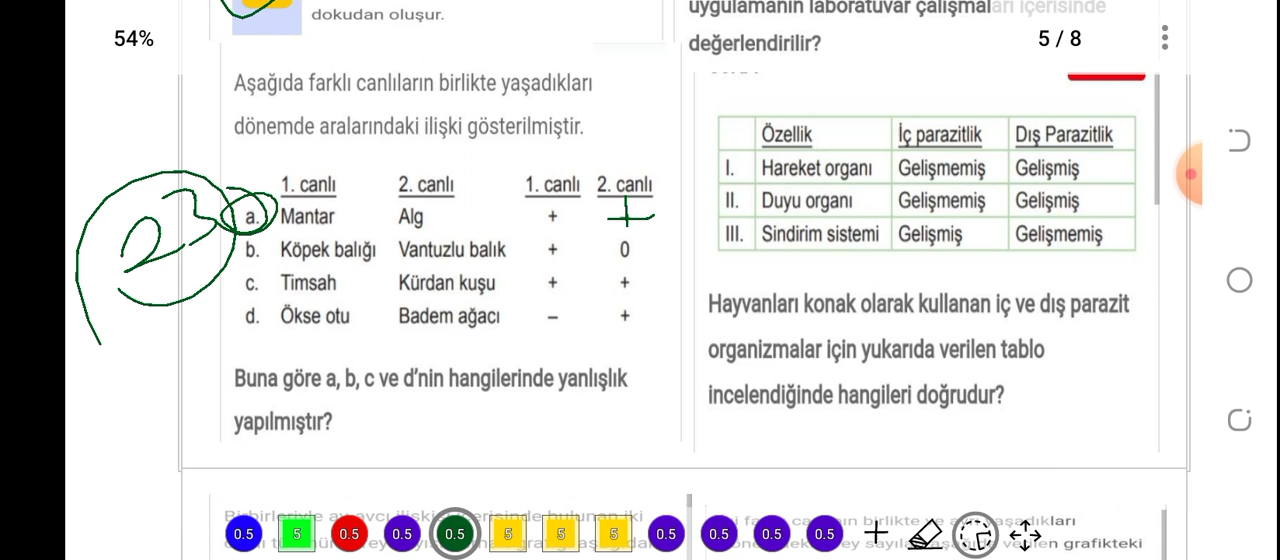 dokudan oluşur.
uygulamanın laboratuvar çalışmaları içerisinde
değerlendirilir?
54%
5 / 8
Aşağıda farklı canlıların birlikte yaşadıkları
dönemde aralarındaki ilişki gösterilmiştir.
1. canlı 2. canlı 1. canlı 2. canlı
a. Mantar Alg + +
b. Köpek balığı Vantuzlu balık + 0
c. Timsah Kürdan kuşu + +
d. Ökse otu Badem ağacı – +
23
Buna göre a, b, c ve d’nin hangilerinde yanlışlık
yapılmıştır?
Özellik İç parazitlik Dış Parazitlik
I. Hareket organı Gelişmemiş Gelişmiş
II. Duyu organı Gelişmemiş Gelişmiş
III. Sindirim sistemi Gelişmiş Gelişmemiş
Hayvanları konak olarak kullanan iç ve dış parazit
organizmalar için yukarıda verilen tablo
incelendiğinde hangileri doğrudur?
0.5 5 0.5 0.5 0.5 5 5 5 0.5 0.5 0.5 0.5